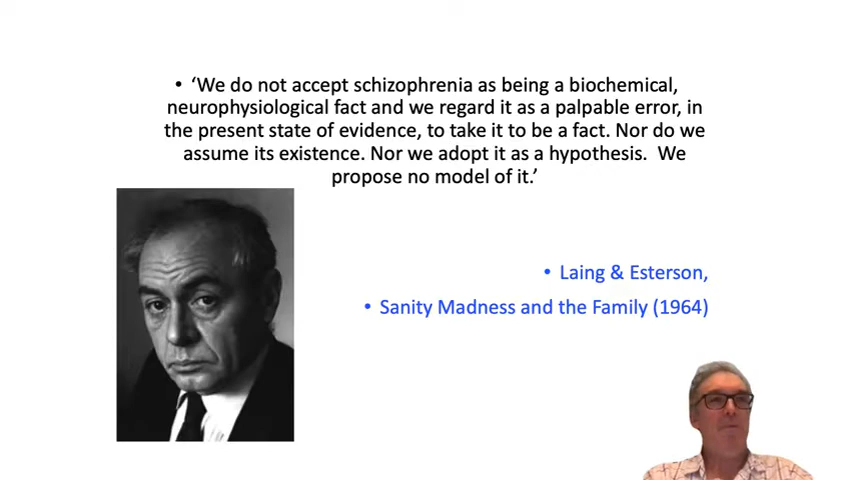 • ‘We do not accept schizophrenia as being a biochemical,
neurophysiological fact and we regard it as a palpable error, in
the present state of evidence, to take it to be a fact. Nor do we
assume its existence. Nor we adopt it as a hypothesis.  We
propose no model of it.’
• Laing & Esterson,
• Sanity Madness and the Family (1964)